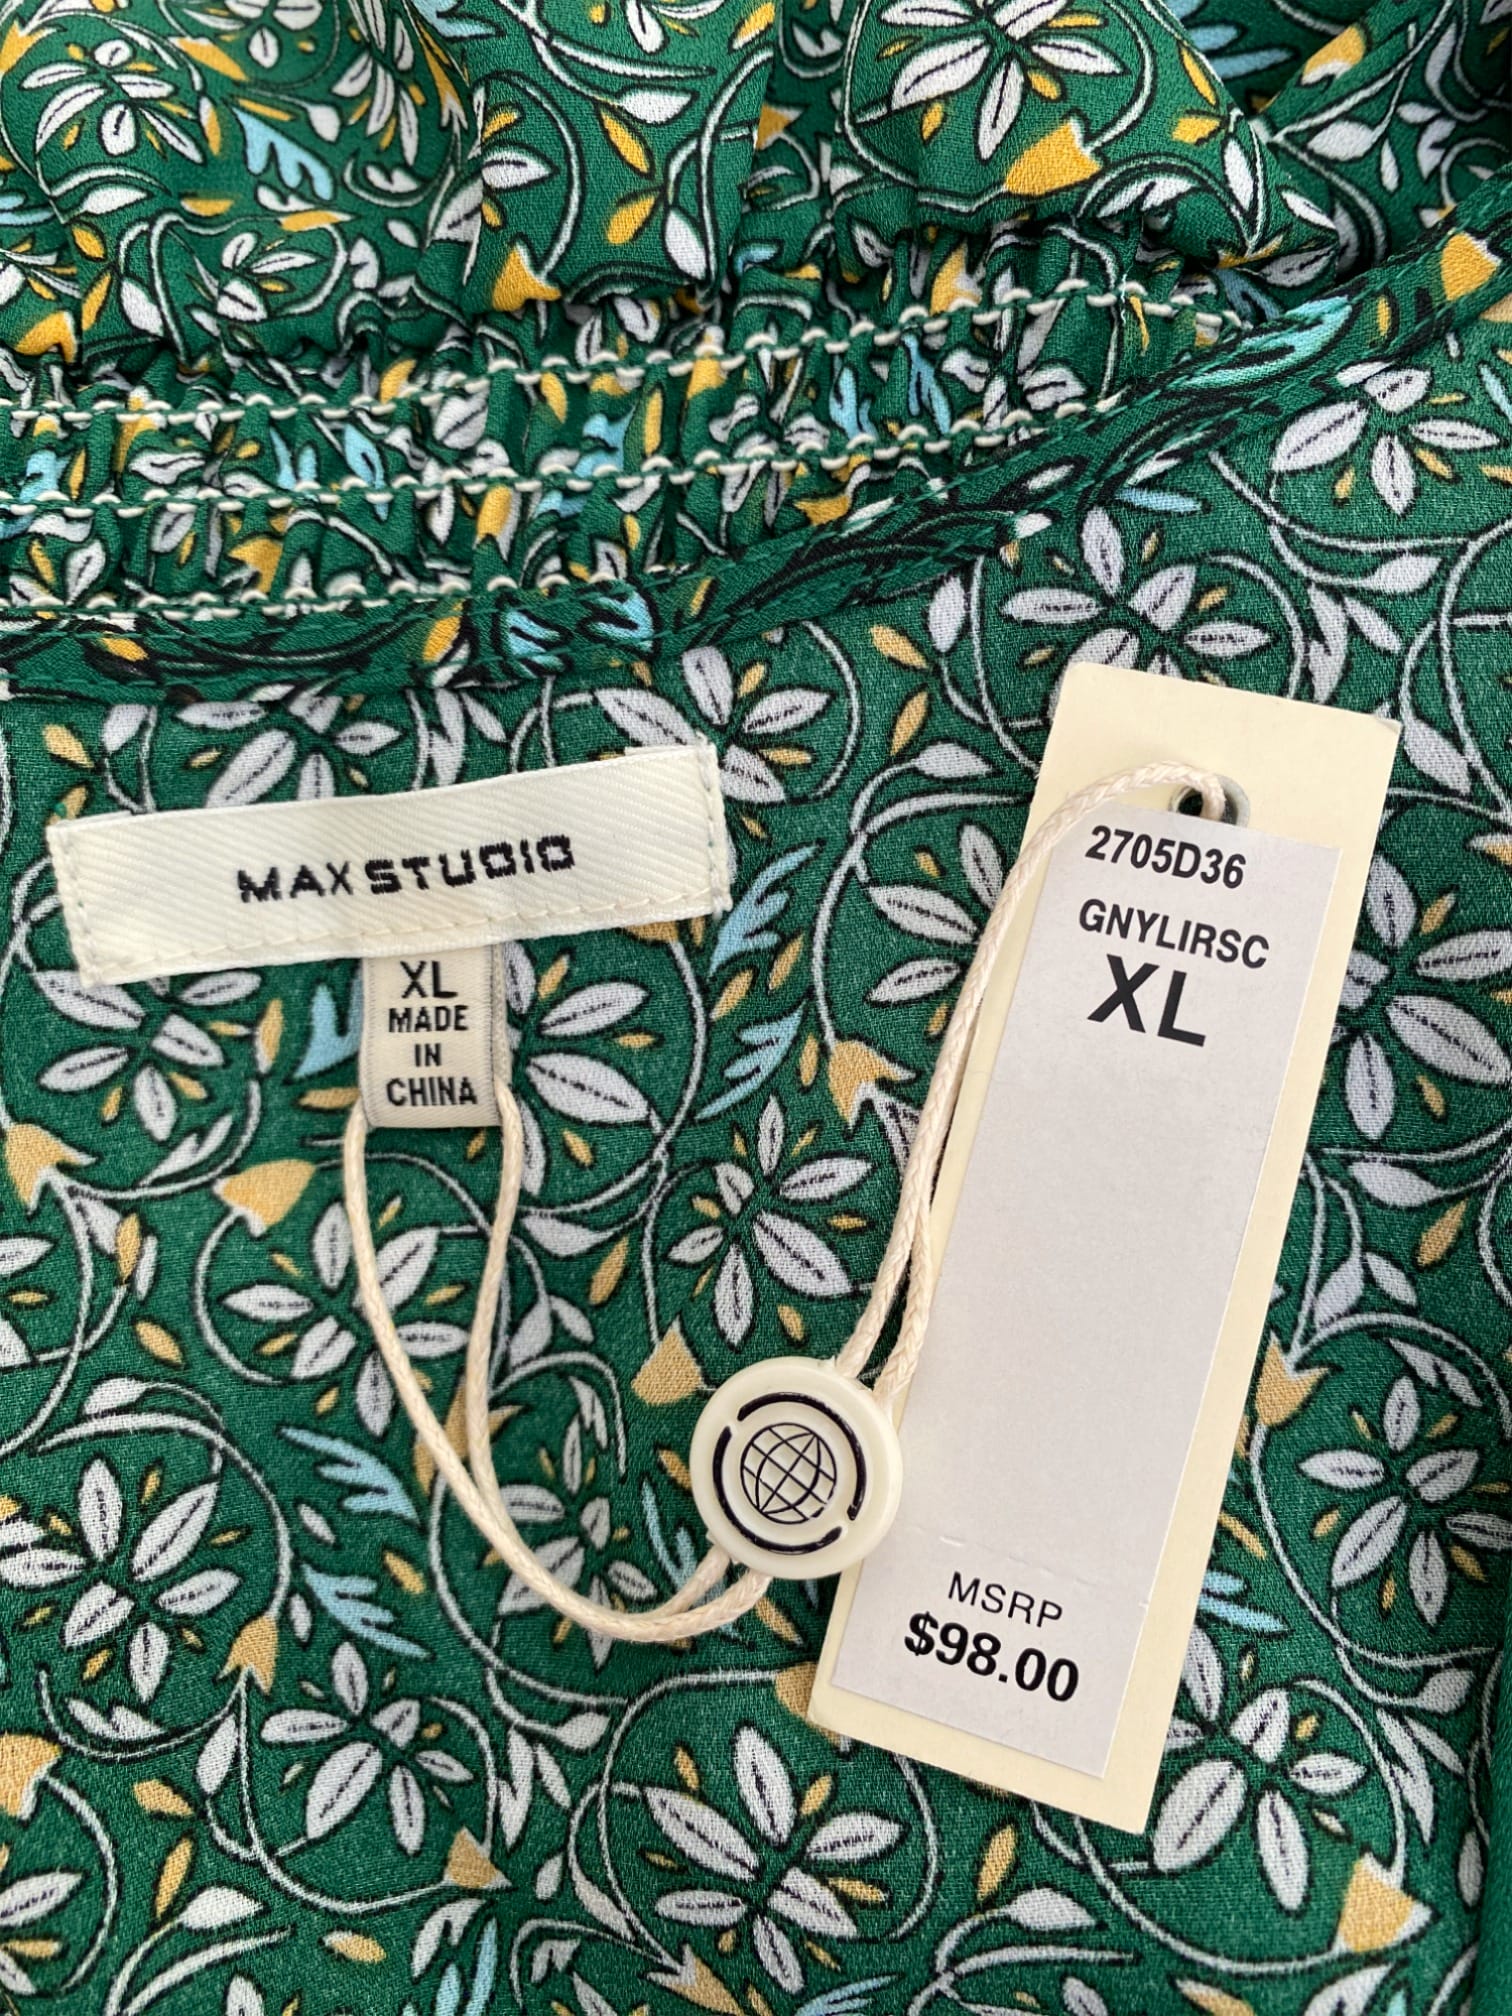 MAX STUDIO
XL
MADE
IN
CHINA
2705D36
GNYLIRSC
XL
MSRP
$98.00